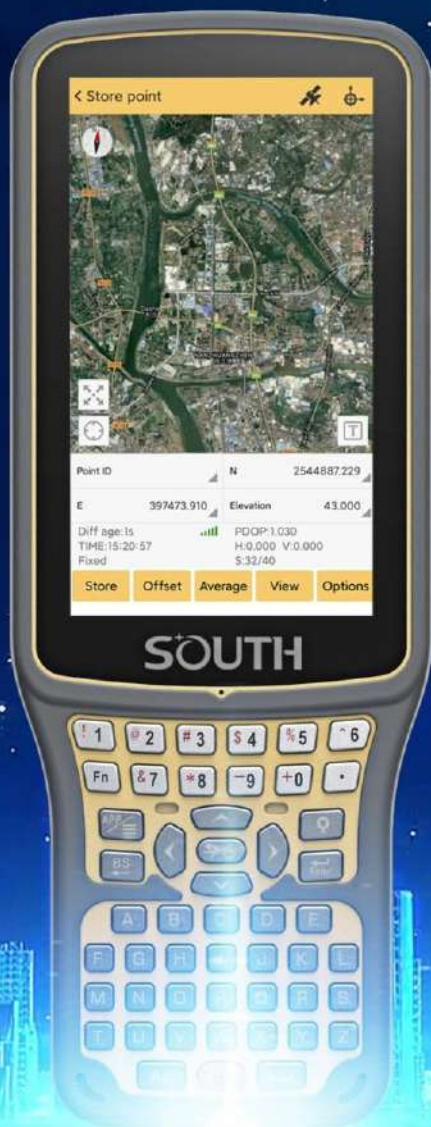 < Store point
NANZHUANGZHEN
Point ID
N 2544887.229
E 397473.910
Elevation 43.000
Diff age:1s
PDOP:1.030
TIME:15:20:57
H:0.000 V:0.000
Fixed
S:32/40
Store Offset Average View Options
SOUTH
! 1 @ 2 # 3 $ 4 % 5 ^ 6
Fn & 7 * 8 - 9 + 0 .
APP
BS
A B C D E
F G H J K L
M N O P Q R S
T U V W X Y Z